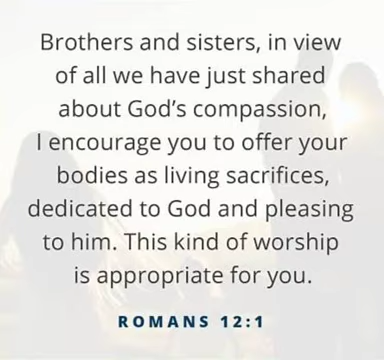 Brothers and sisters, in view
of all we have just shared
about God’s compassion,
I encourage you to offer your
bodies as living sacrifices,
dedicated to God and pleasing
to him. This kind of worship
is appropriate for you.
ROMANS 12:1